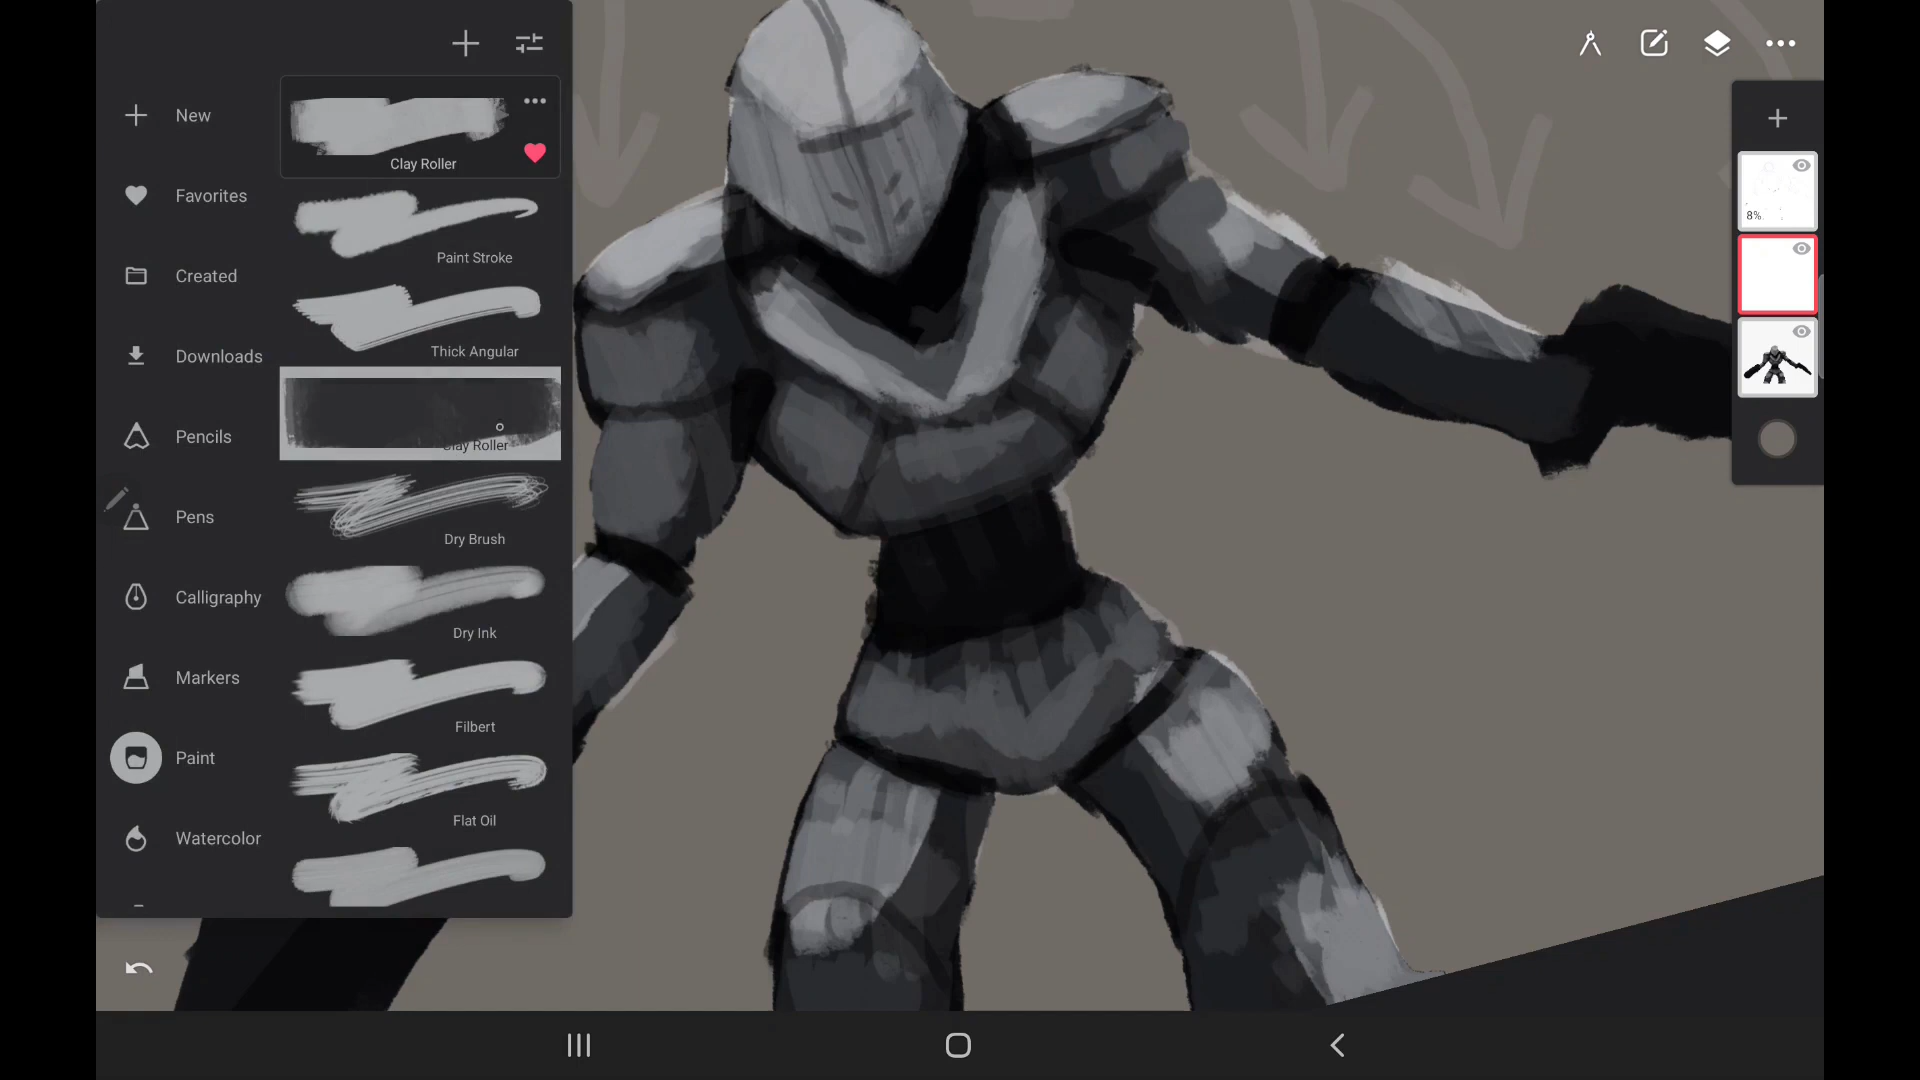 New
Favorites
Created
Downloads
Pencils
Pens
Calligraphy
Markers
Paint
Watercolor
Clay Roller
Paint Stroke
Thick Angular
Clay Roller
Dry Brush
Dry Ink
Filbert
Flat Oil
8%